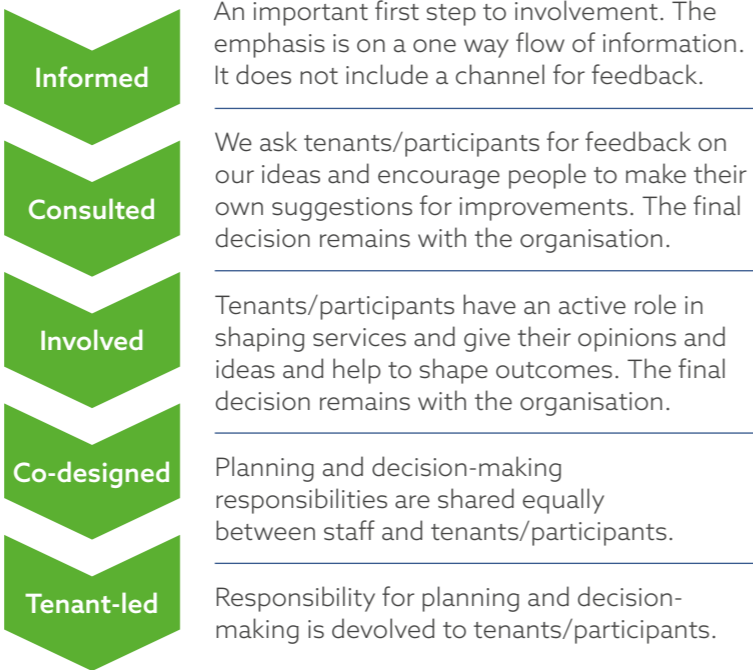 Informed
An important first step to involvement. The
emphasis is on a one way flow of information.
It does not include a channel for feedback.
Consulted
We ask tenants/participants for feedback on
our ideas and encourage people to make their
own suggestions for improvements. The final
decision remains with the organisation.
Involved
Tenants/participants have an active role in
shaping services and give their opinions and
ideas and help to shape outcomes. The final
decision remains with the organisation.
Co-designed
Planning and decision-making
responsibilities are shared equally
between staff and tenants/participants.
Tenant-led
Responsibility for planning and decision-
making is devolved to tenants/participants.